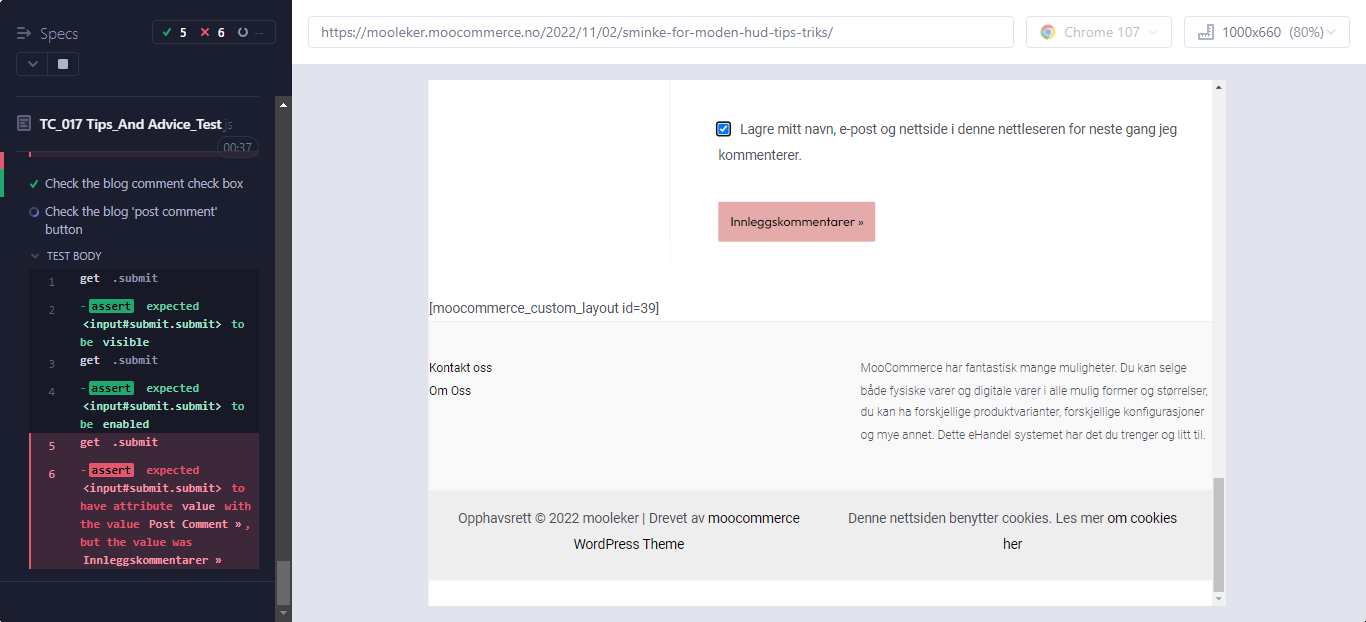 Specs
5 6 --
TC_017 Tips_And Advice_Test.js
00:37
Check the blog comment check box
Check the blog 'post comment'
button
TEST BODY
1 get .submit
2 -assert expected
<input#submit.submit> to
be visible
3 get .submit
4 -assert expected
<input#submit.submit> to
be enabled
5 get .submit
6 -assert expected
<input#submit.submit> to
have attribute value with
the value Post Comment »,
but the value was
Innleggskommentarer »
https://mooleker.moocommerce.no/2022/11/02/sminke-for-moden-hud-tips-triks/
Chrome 107
1000x660 (80%)
Lagre mitt navn, e-post og nettside i denne nettleseren for neste gang jeg
kommenterer.
Innleggskommentarer »
[moocommerce_custom_layout id=39]
Kontakt oss
Om Oss
MooCommerce har fantastisk mange muligheter. Du kan selge
både fysiske varer og digitale varer i alle mulig former og størrelser,
du kan ha forskjellige produktvarianter, forskjellige konfigurasjoner
og mye annet. Dette eHandel systemet har det du trenger og litt til.
Opphavsrett © 2022 mooleker | Drevet av moocommerce
WordPress Theme
Denne nettsiden benytter cookies. Les mer om cookies
her